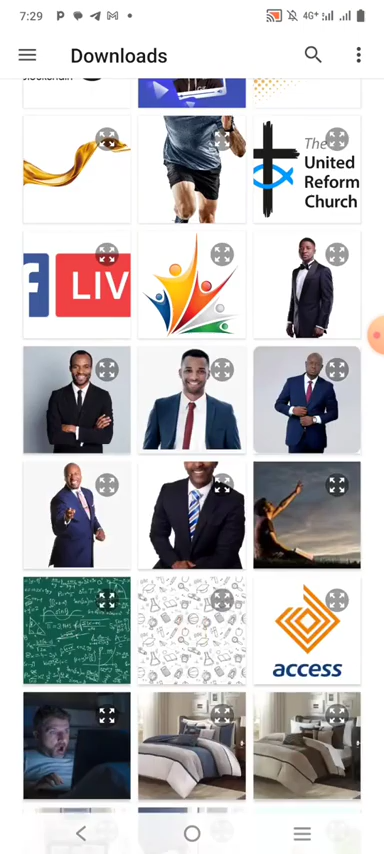 7:29
4G+
Downloads
The
United
Reform
Church
f LIV
access